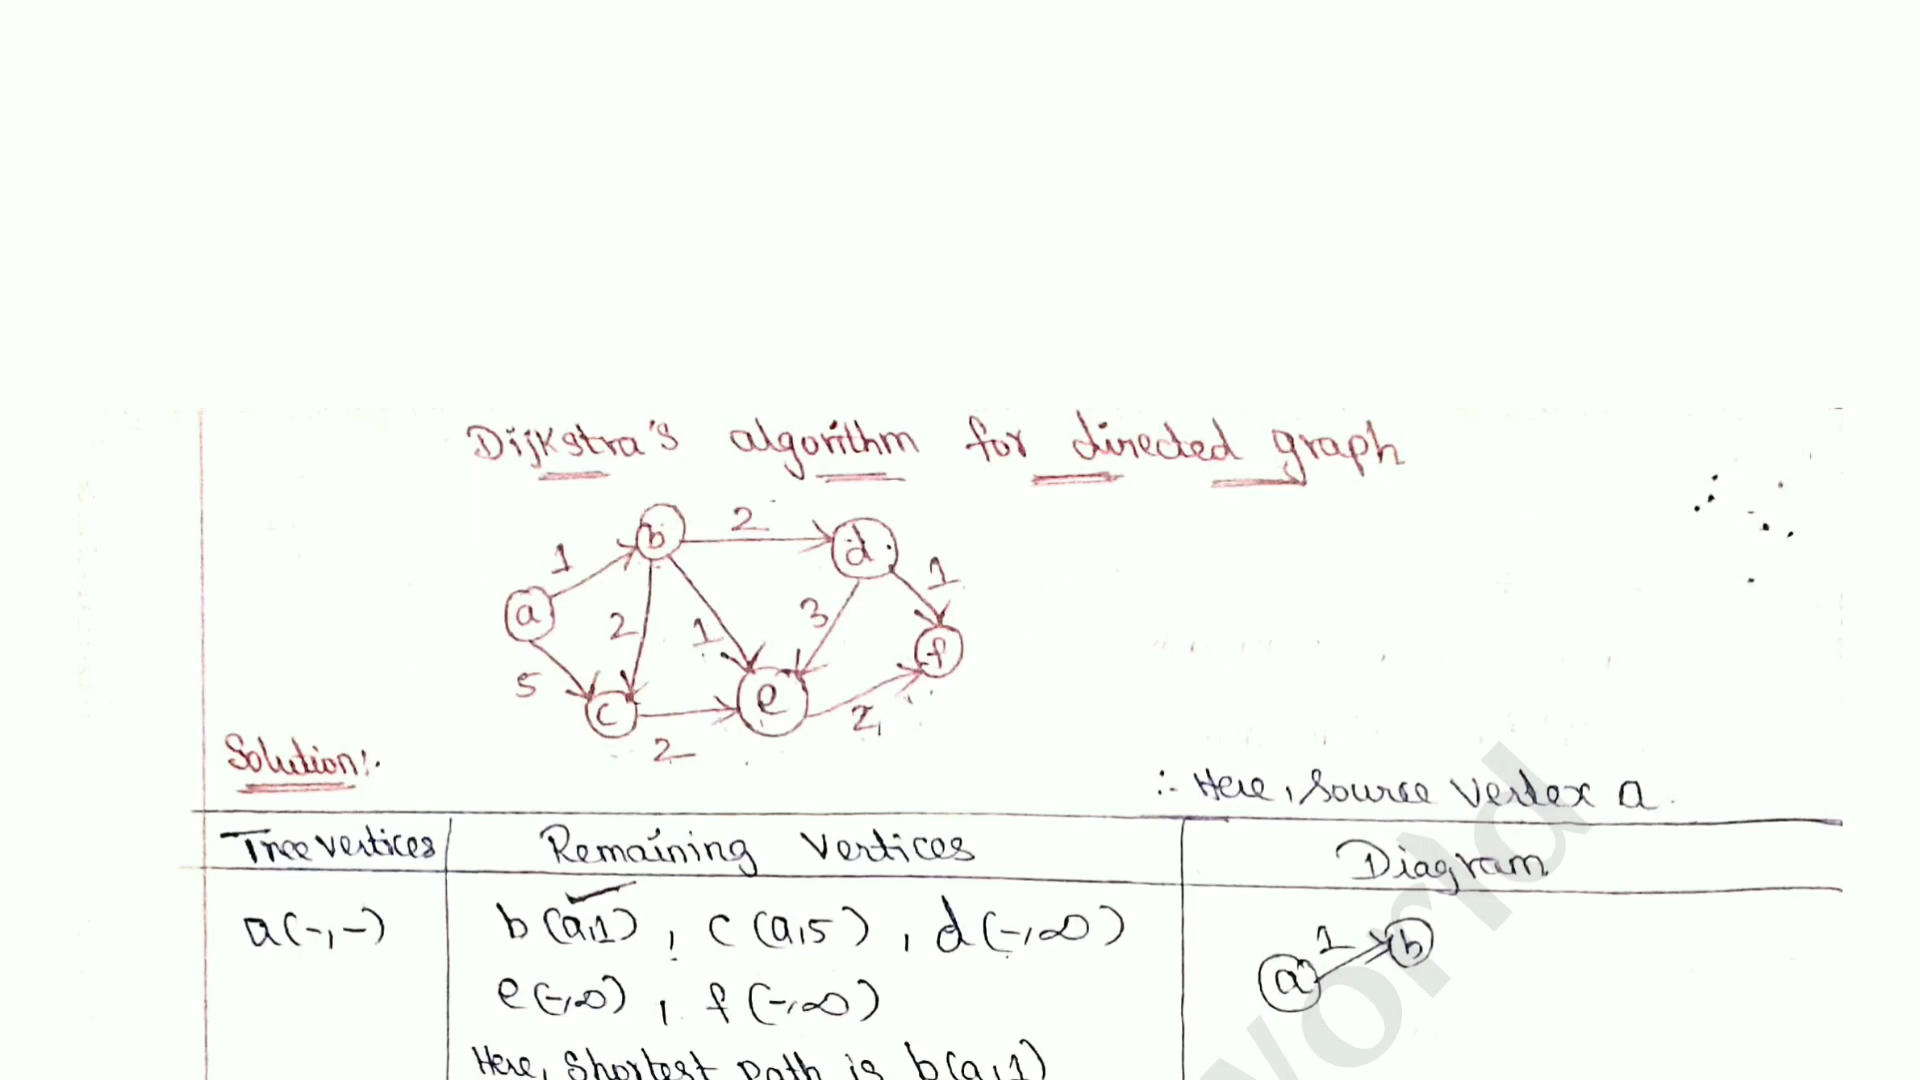 Dijkstra's algorithm for directed graph
b 2 d
1 1
a 2 1 3 f
5
c e 2
2
Solution:
∴ Here, Source vertex a.
Tree vertices Remaining vertices Diagram
a(-,-) b(a,1), c(a,5), d(-,∞)
1 b
a
e(-,∞), f(-,∞)
Here, Shortest path is b(a,1)
world